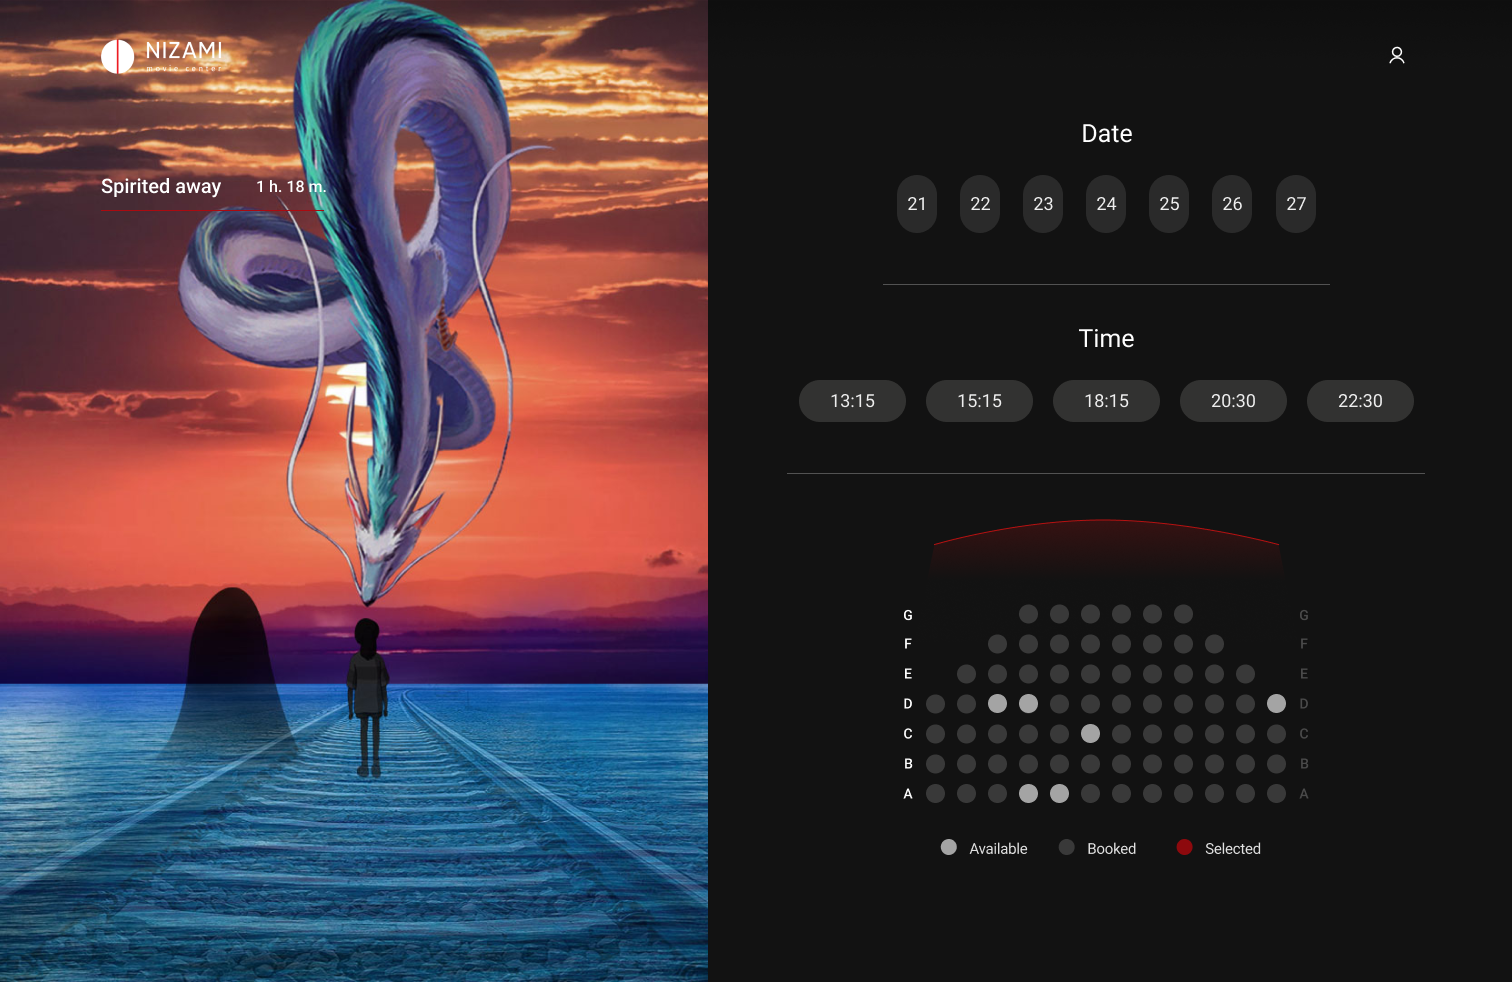 NIZAMI
movie center
Spirited away 1 h. 18 m.
Date
21 22 23 24 25 26 27
Time
13:15 15:15 18:15 20:30 22:30
G G
F F
E E
D D
C C
B B
A A
Available Booked Selected